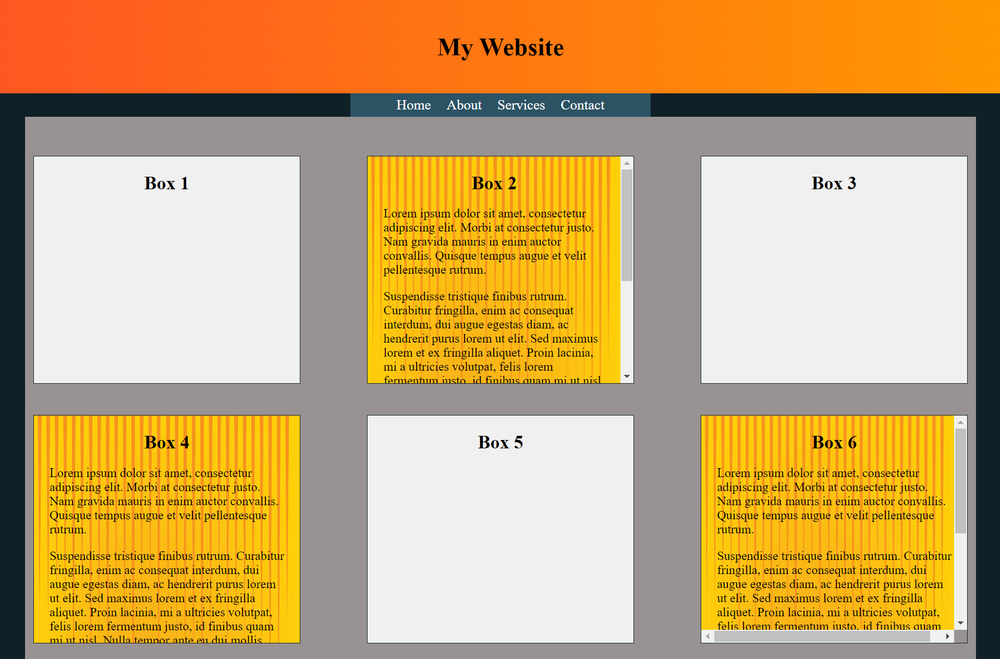 My Website
Home About Services Contact
Box 1
Box 2
Lorem ipsum dolor sit amet, consectetur
adipiscing elit. Morbi at consectetur justo.
Nam gravida mauris in enim auctor
convallis. Quisque tempus augue et velit
pellentesque rutrum.
Suspendisse tristique finibus rutrum.
Curabitur fringilla, enim ac consequat
interdum, dui augue egestas diam, ac
hendrerit purus lorem ut elit. Sed maximus
lorem et ex fringilla aliquet. Proin lacinia,
mi a ultricies volutpat, felis lorem
fermentum justo, id finibus quam mi ut nisl
Box 3
Box 4
Lorem ipsum dolor sit amet, consectetur
adipiscing elit. Morbi at consectetur justo.
Nam gravida mauris in enim auctor convallis.
Quisque tempus augue et velit pellentesque
rutrum.
Suspendisse tristique finibus rutrum. Curabitur
fringilla, enim ac consequat interdum, dui
augue egestas diam, ac hendrerit purus lorem
ut elit. Sed maximus lorem et ex fringilla
aliquet. Proin lacinia, mi a ultricies volutpat,
felis lorem fermentum justo, id finibus quam
mi ut nisl. Nulla tempor ante eu dui mollis
Box 5
Box 6
Lorem ipsum dolor sit amet, consectetur
adipiscing elit. Morbi at consectetur justo.
Nam gravida mauris in enim auctor convallis.
Quisque tempus augue et velit pellentesque
rutrum.
Suspendisse tristique finibus rutrum. Curabitur
fringilla, enim ac consequat interdum, dui
augue egestas diam, ac hendrerit purus lorem
ut elit. Sed maximus lorem et ex fringilla
aliquet. Proin lacinia, mi a ultricies volutpat,
felis lorem fermentum justo, id finibus quam